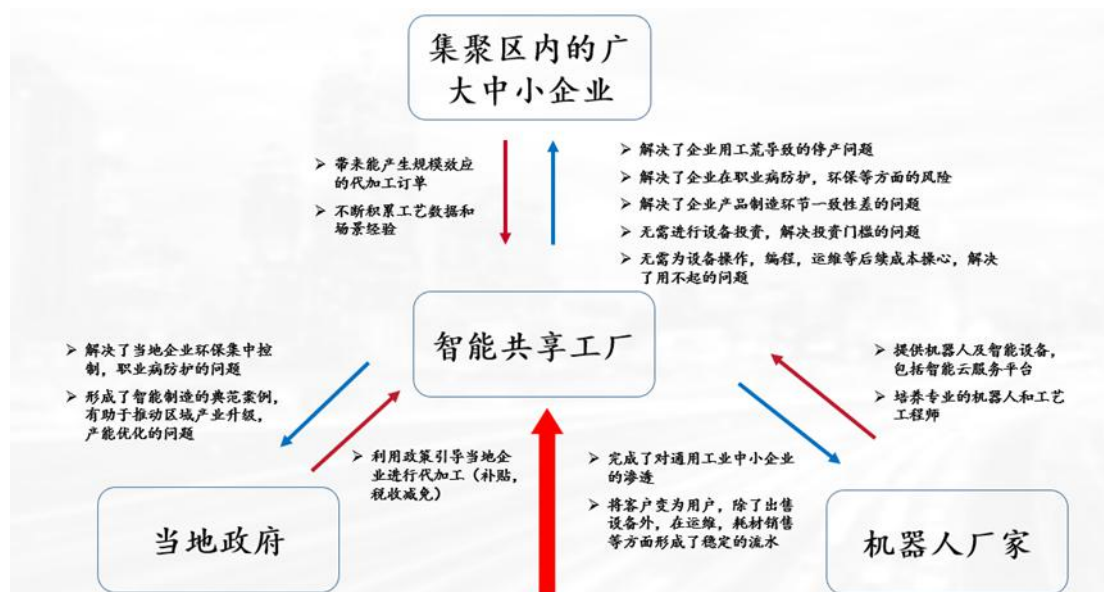 集聚区内的广
大中小企业
➢ 带来能产生规模效应
的代加工订单
➢ 不断积累工艺数据和
场景经验
➢ 解决了企业用工荒导致的停产问题
➢ 解决了企业在职业病防护，环保等方面的风险
➢ 解决了企业产品制造环节一致性差的问题
➢ 无需进行设备投资，解决投资门槛的问题
➢ 无需为设备操作，编程，运维等后续成本操心，解决
了用不起的问题
智能共享工厂
➢ 解决了当地企业环保集中控
制，职业病防护的问题
➢ 形成了智能制造的典范案例，
有助于推动区域产业升级，
产能优化的问题
➢ 提供机器人及智能设备，
包括智能云服务平台
➢ 培养专业的机器人和工艺
工程师
➢ 利用政策引导当地企
业进行代加工（补贴，
税收减免）
➢ 完成了对通用工业中小企业
的渗透
➢ 将客户变为用户，除了出售
设备外，在运维，耗材销售
等方面形成了稳定的流水
当地政府
机器人厂家